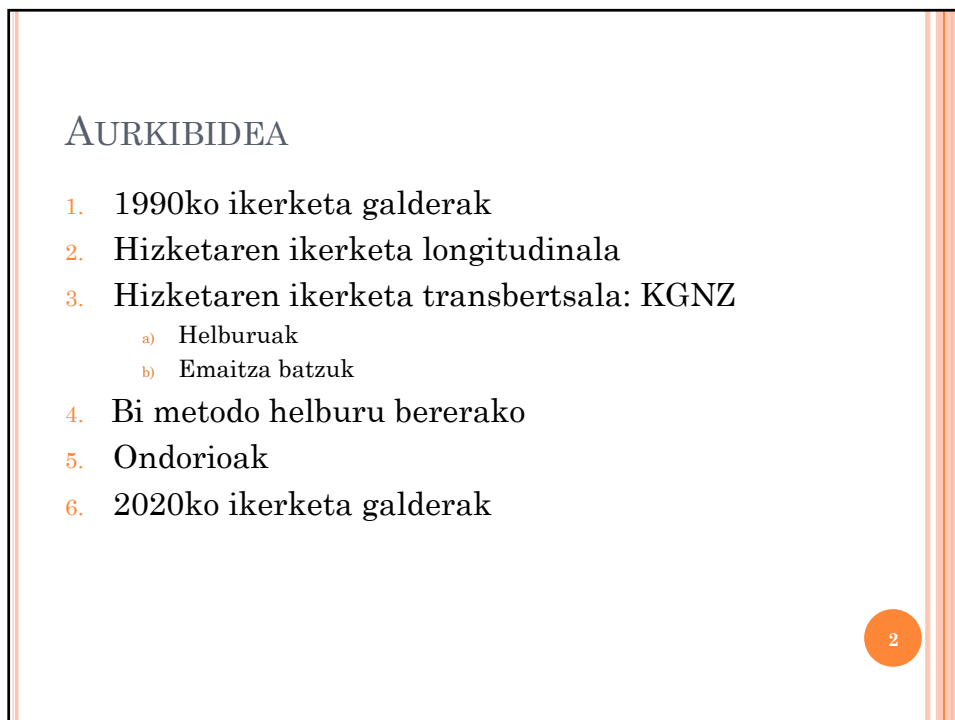 AURKIBIDEA
1. 1990ko ikerketa galderak
2. Hizketaren ikerketa longitudinala
3. Hizketaren ikerketa transbertsala: KGNZ
a) Helburuak
b) Emaitza batzuk
4. Bi metodo helburu bererako
5. Ondorioak
6. 2020ko ikerketa galderak
2